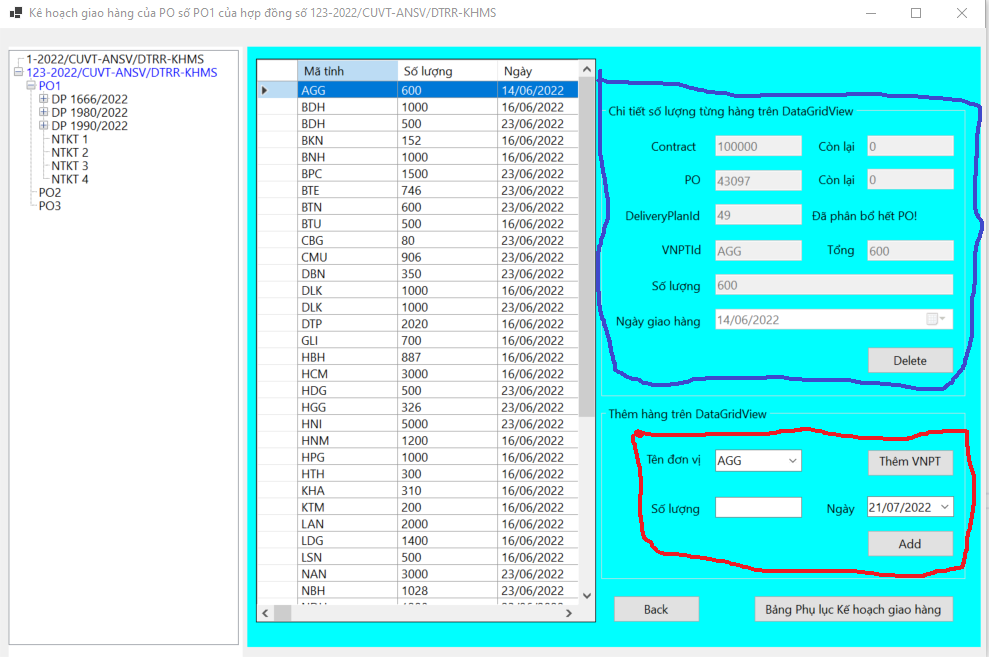 Kê hoạch giao hàng của PO số PO1 của hợp đồng số 123-2022/CUVT-ANSV/DTRR-KHMS
1-2022/CUVT-ANSV/DTRR-KHMS
123-2022/CUVT-ANSV/DTRR-KHMS
PO1
DP 1666/2022
DP 1980/2022
DP 1990/2022
NTKT 1
NTKT 2
NTKT 3
NTKT 4
PO2
PO3
Mã tỉnh Số lượng Ngày
AGG 600 14/06/2022
BDH 1000 16/06/2022
BDH 500 23/06/2022
BKN 152 16/06/2022
BNH 1000 16/06/2022
BPC 1500 23/06/2022
BTE 746 23/06/2022
BTN 600 23/06/2022
BTU 500 23/06/2022
CBG 80 23/06/2022
CMU 906 23/06/2022
DBN 350 23/06/2022
DLK 1000 16/06/2022
DLK 1000 23/06/2022
DTP 2020 16/06/2022
GLI 700 16/06/2022
HBH 887 16/06/2022
HCM 3000 16/06/2022
HDG 500 23/06/2022
HGG 326 23/06/2022
HNI 5000 23/06/2022
HNM 1200 16/06/2022
HPG 1000 16/06/2022
HTH 300 23/06/2022
KHA 310 16/06/2022
KTM 200 16/06/2022
LAN 2000 16/06/2022
LDG 1400 16/06/2022
LSN 500 16/06/2022
NAN 3000 23/06/2022
NBH 1028 23/06/2022
Chi tiết số lượng từng hàng trên DataGridView
Contract 100000 Còn lại 0
PO 43097 Còn lại 0
DeliveryPlanId 49 Đã phân bổ hết PO!
VNPTId AGG Tổng 600
Số lượng 600
Ngày giao hàng 14/06/2022
Delete
Thêm hàng trên DataGridView
Tên đơn vị AGG Thêm VNPT
Số lượng Ngày 21/07/2022
Add
Back Bảng Phụ lục Kế hoạch giao hàng